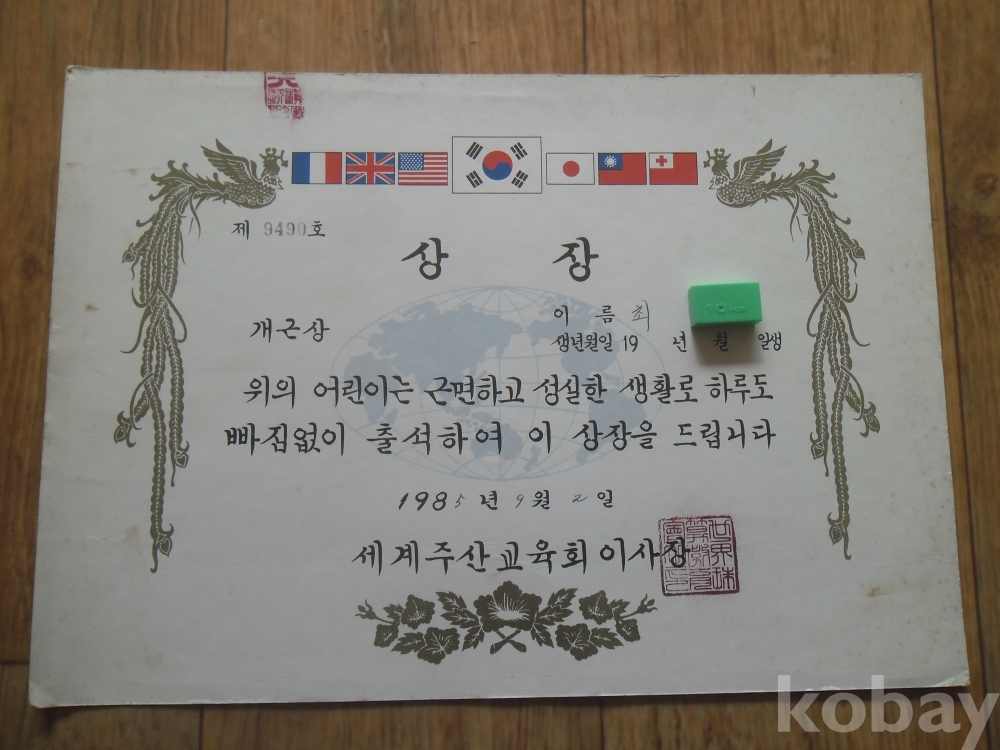 제 9490호
상 장
개근상
이 름 최
생년월일 19 년 월 일생
위의 어린이는 근면하고 성실한 생활로 하루도
빠짐없이 출석하여 이 상장을 드립니다
1985년 9월 2일
세계주산교육회이사장
kobay